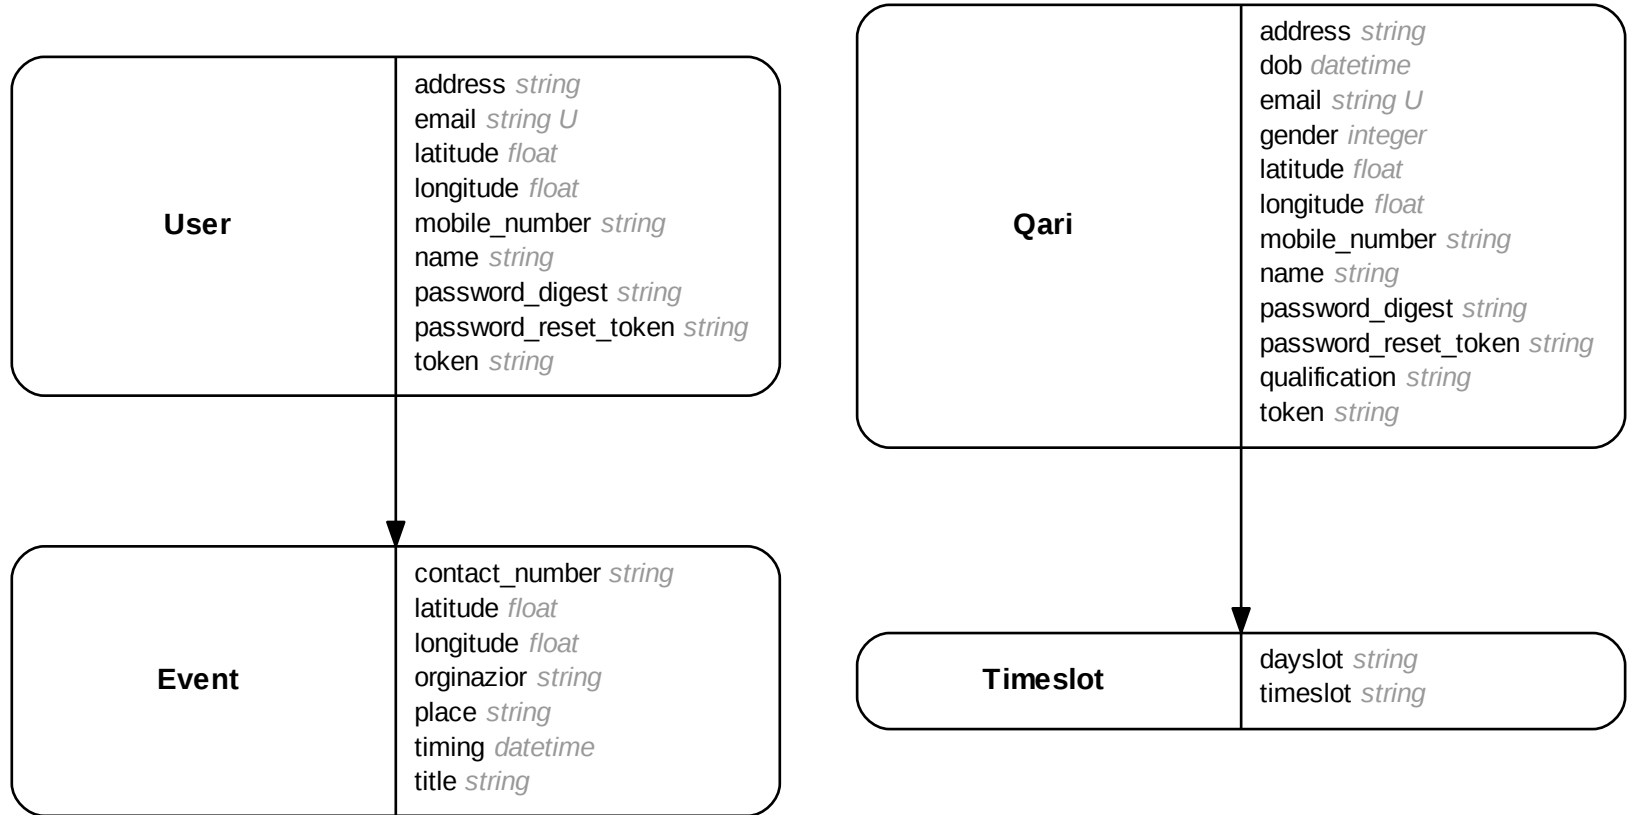 User
address string
email string U
latitude float
longitude float
mobile_number string
name string
password_digest string
password_reset_token string
token string
Qari
address string
dob datetime
email string U
gender integer
latitude float
longitude float
mobile_number string
name string
password_digest string
password_reset_token string
qualification string
token string
Event
contact_number string
latitude float
longitude float
orginazior string
place string
timing datetime
title string
Timeslot
dayslot string
timeslot string